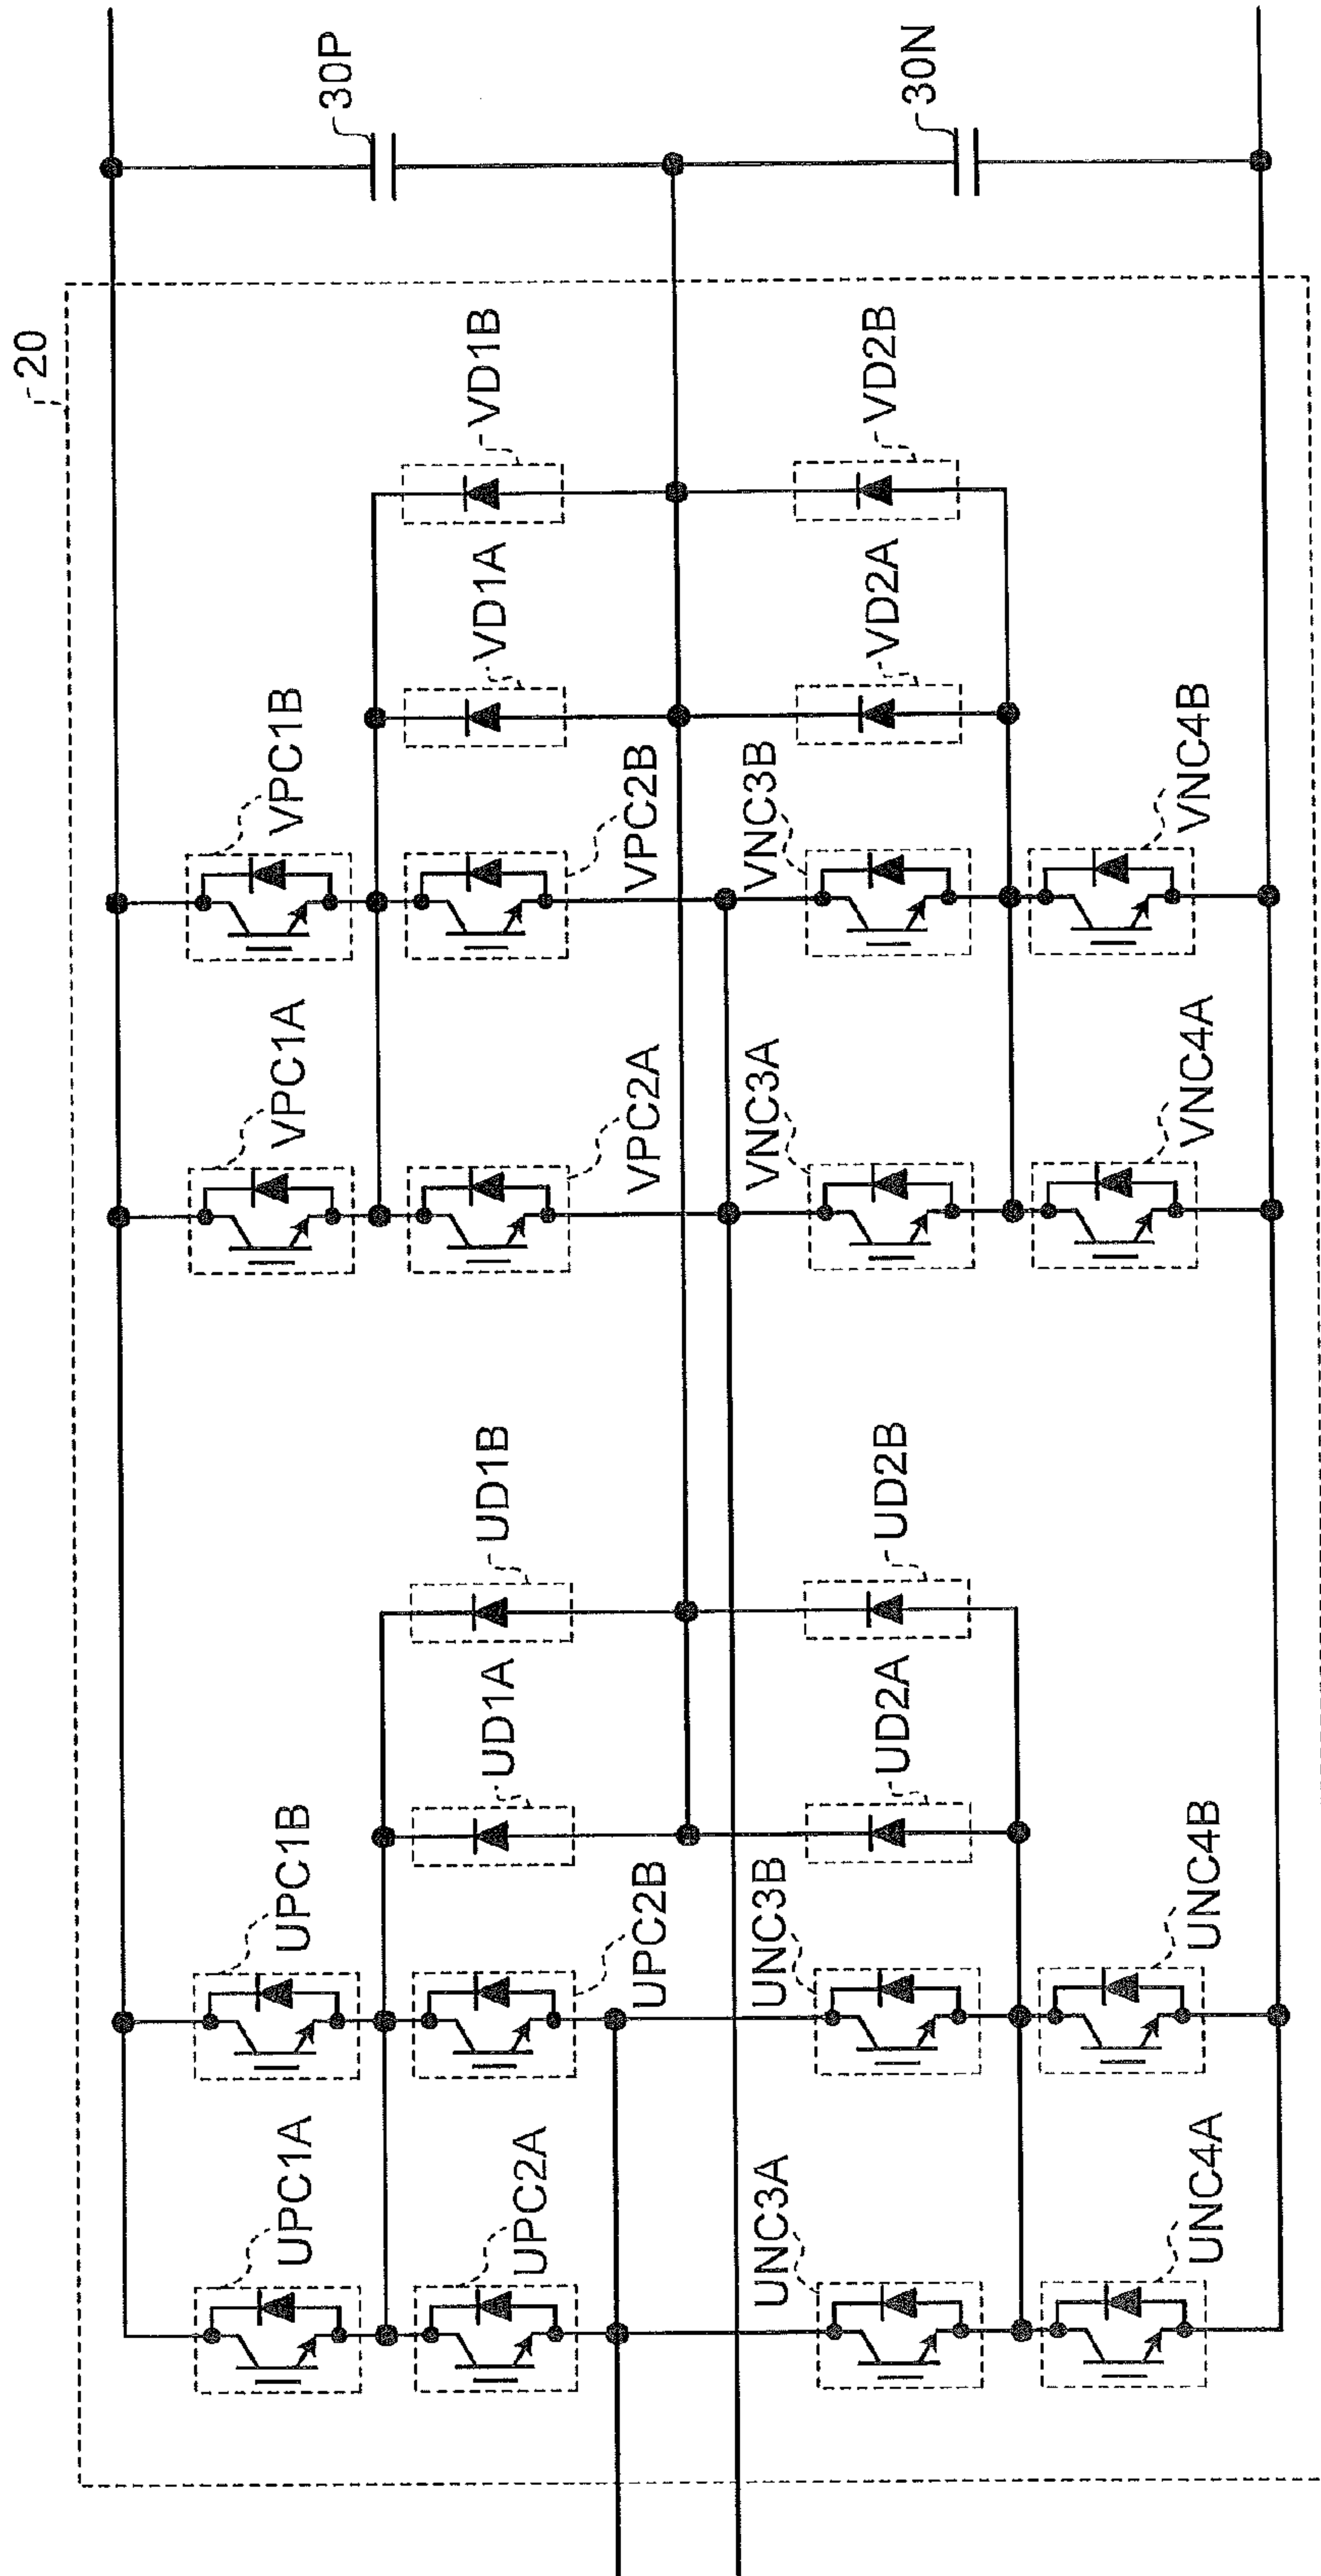 20
30P
30N
VD1B
VD2B
VD1A
VD2A
VPC1B
VPC2B
VNC3B
VNC4B
VPC1A
VPC2A
VNC3A
VNC4A
UD1B
UD2B
UD1A
UD2A
UPC1B
UPC2B
UNC3B
UNC4B
UPC1A
UPC2A
UNC3A
UNC4A